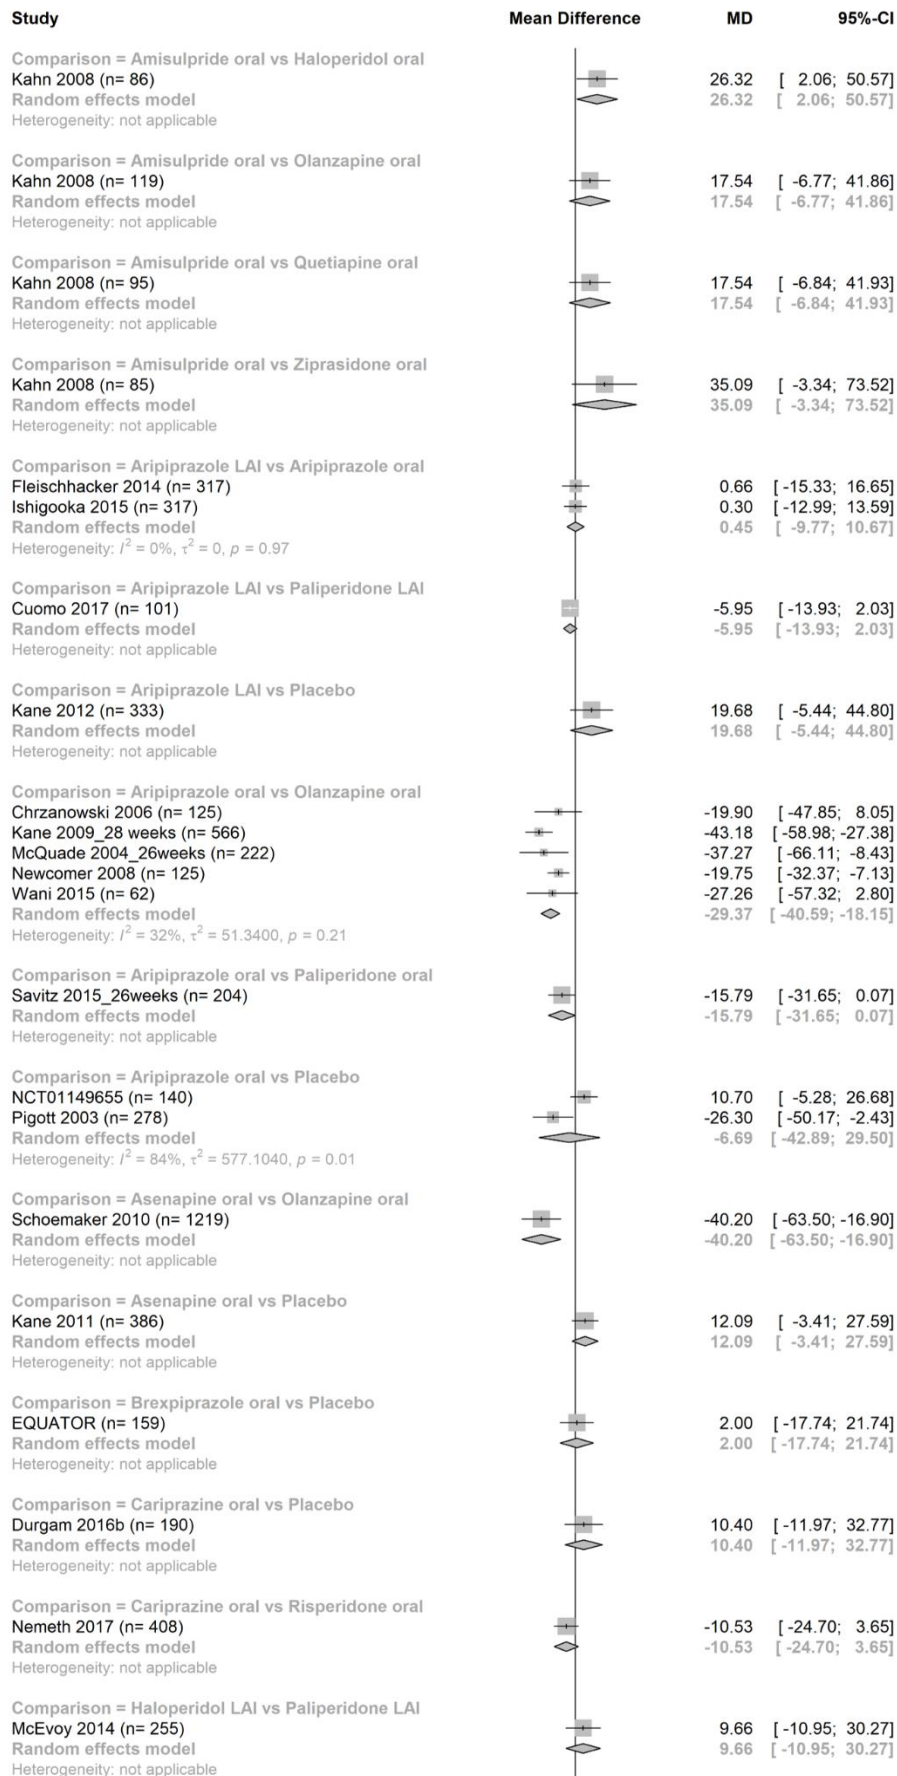 Study Mean Difference MD 95%-CI
Comparison = Amisulpride oral vs Haloperidol oral
Kahn 2008 (n= 86) 26.32 [ 2.06; 50.57]
Random effects model 26.32 [ 2.06; 50.57]
Heterogeneity: not applicable
Comparison = Amisulpride oral vs Olanzapine oral
Kahn 2008 (n= 119) 17.54 [ -6.77; 41.86]
Random effects model 17.54 [ -6.77; 41.86]
Heterogeneity: not applicable
Comparison = Amisulpride oral vs Quetiapine oral
Kahn 2008 (n= 95) 17.54 [ -6.84; 41.93]
Random effects model 17.54 [ -6.84; 41.93]
Heterogeneity: not applicable
Comparison = Amisulpride oral vs Ziprasidone oral
Kahn 2008 (n= 85) 35.09 [ -3.34; 73.52]
Random effects model 35.09 [ -3.34; 73.52]
Heterogeneity: not applicable
Comparison = Aripiprazole LAI vs Aripiprazole oral
Fleischhacker 2014 (n= 317) 0.66 [ -15.33; 16.65]
Ishigooka 2015 (n= 317) 0.30 [ -12.99; 13.59]
Random effects model 0.45 [ -9.77; 10.67]
Heterogeneity: I² = 0%, τ² = 0, p = 0.97
Comparison = Aripiprazole LAI vs Paliperidone LAI
Cuomo 2017 (n= 101) -5.95 [ -13.93; 2.03]
Random effects model -5.95 [ -13.93; 2.03]
Heterogeneity: not applicable
Comparison = Aripiprazole LAI vs Placebo
Kane 2012 (n= 333) 19.68 [ -5.44; 44.80]
Random effects model 19.68 [ -5.44; 44.80]
Heterogeneity: not applicable
Comparison = Aripiprazole oral vs Olanzapine oral
Chrzanowski 2006 (n= 125) -19.90 [ -47.85; 8.05]
Kane 2009_28 weeks (n= 566) -43.18 [ -58.98; -27.38]
McQuade 2004_26weeks (n= 222) -37.27 [ -66.11; -8.43]
Newcomer 2008 (n= 125) -19.75 [ -32.37; -7.13]
Wani 2015 (n= 62) -27.26 [ -57.32; 2.80]
Random effects model -29.37 [ -40.59; -18.15]
Heterogeneity: I² = 32%, τ² = 51.3400, p = 0.21
Comparison = Aripiprazole oral vs Paliperidone oral
Savitz 2015_26weeks (n= 204) -15.79 [ -31.65; 0.07]
Random effects model -15.79 [ -31.65; 0.07]
Heterogeneity: not applicable
Comparison = Aripiprazole oral vs Placebo
NCT01149655 (n= 140) 10.70 [ -5.28; 26.68]
Pigott 2003 (n= 278) -26.30 [ -50.17; -2.43]
Random effects model -6.69 [ -42.89; 29.50]
Heterogeneity: I² = 84%, τ² = 577.1040, p = 0.01
Comparison = Asenapine oral vs Olanzapine oral
Schoemaker 2010 (n= 1219) -40.20 [ -63.50; -16.90]
Random effects model -40.20 [ -63.50; -16.90]
Heterogeneity: not applicable
Comparison = Asenapine oral vs Placebo
Kane 2011 (n= 386) 12.09 [ -3.41; 27.59]
Random effects model 12.09 [ -3.41; 27.59]
Heterogeneity: not applicable
Comparison = Brexpiprazole oral vs Placebo
EQUATOR (n= 159) 2.00 [ -17.74; 21.74]
Random effects model 2.00 [ -17.74; 21.74]
Heterogeneity: not applicable
Comparison = Cariprazine oral vs Placebo
Durgam 2016b (n= 190) 10.40 [ -11.97; 32.77]
Random effects model 10.40 [ -11.97; 32.77]
Heterogeneity: not applicable
Comparison = Cariprazine oral vs Risperidone oral
Nemeth 2017 (n= 408) -10.53 [ -24.70; 3.65]
Random effects model -10.53 [ -24.70; 3.65]
Heterogeneity: not applicable
Comparison = Haloperidol LAI vs Paliperidone LAI
McEvoy 2014 (n= 255) 9.66 [ -10.95; 30.27]
Random effects model 9.66 [ -10.95; 30.27]
Heterogeneity: not applicable